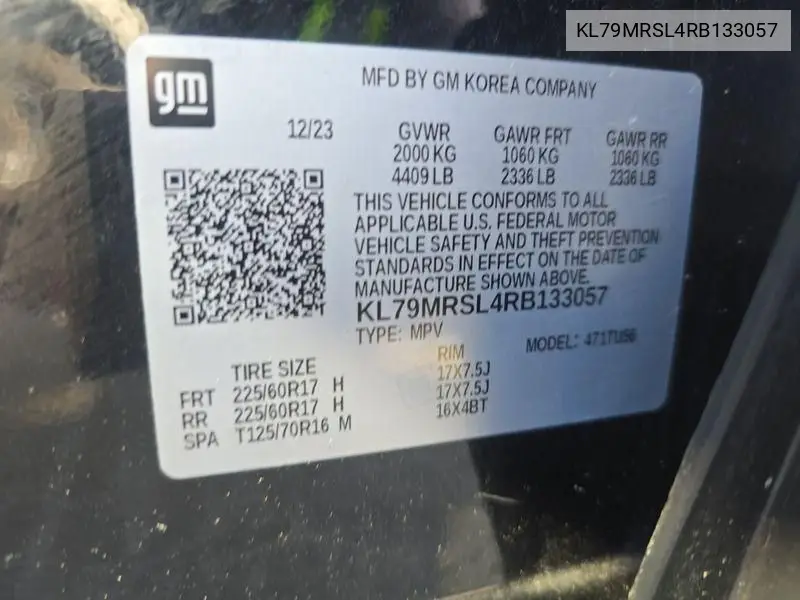 KL79MRSL4RB133057
gm
MFD BY GM KOREA COMPANY
12/23
GVWR GAWR FRT GAWR RR
2000 KG 1060 KG 1060 KG
4409 LB 2336 LB 2336 LB
THIS VEHICLE CONFORMS TO ALL
APPLICABLE U.S. FEDERAL MOTOR
VEHICLE SAFETY AND THEFT PREVENTION
STANDARDS IN EFFECT ON THE DATE OF
MANUFACTURE SHOWN ABOVE.
KL79MRSL4RB133057
TYPE: MPV MODEL:
TIRE SIZE RIM
FRT 225/60R17 H 17X7.5J
RR 225/60R17 H 17X7.5J
SPA T125/70R16 M 16X4BT